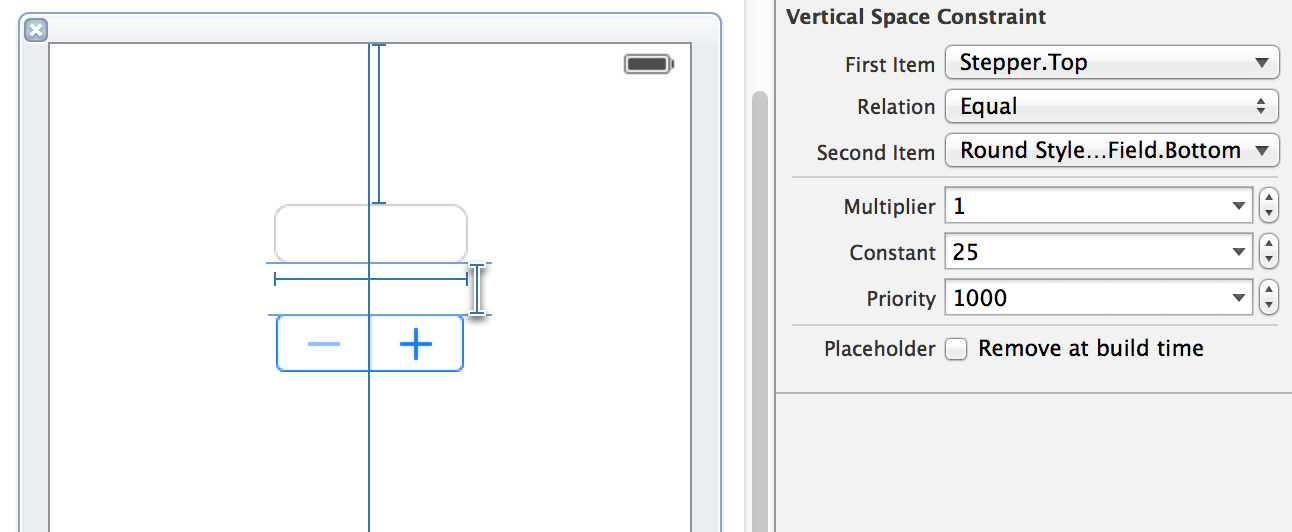 Vertical Space Constraint
First Item Stepper.Top
Relation Equal
Second Item Round Style...Field.Bottom
Multiplier 1
Constant 25
Priority 1000
Placeholder Remove at build time